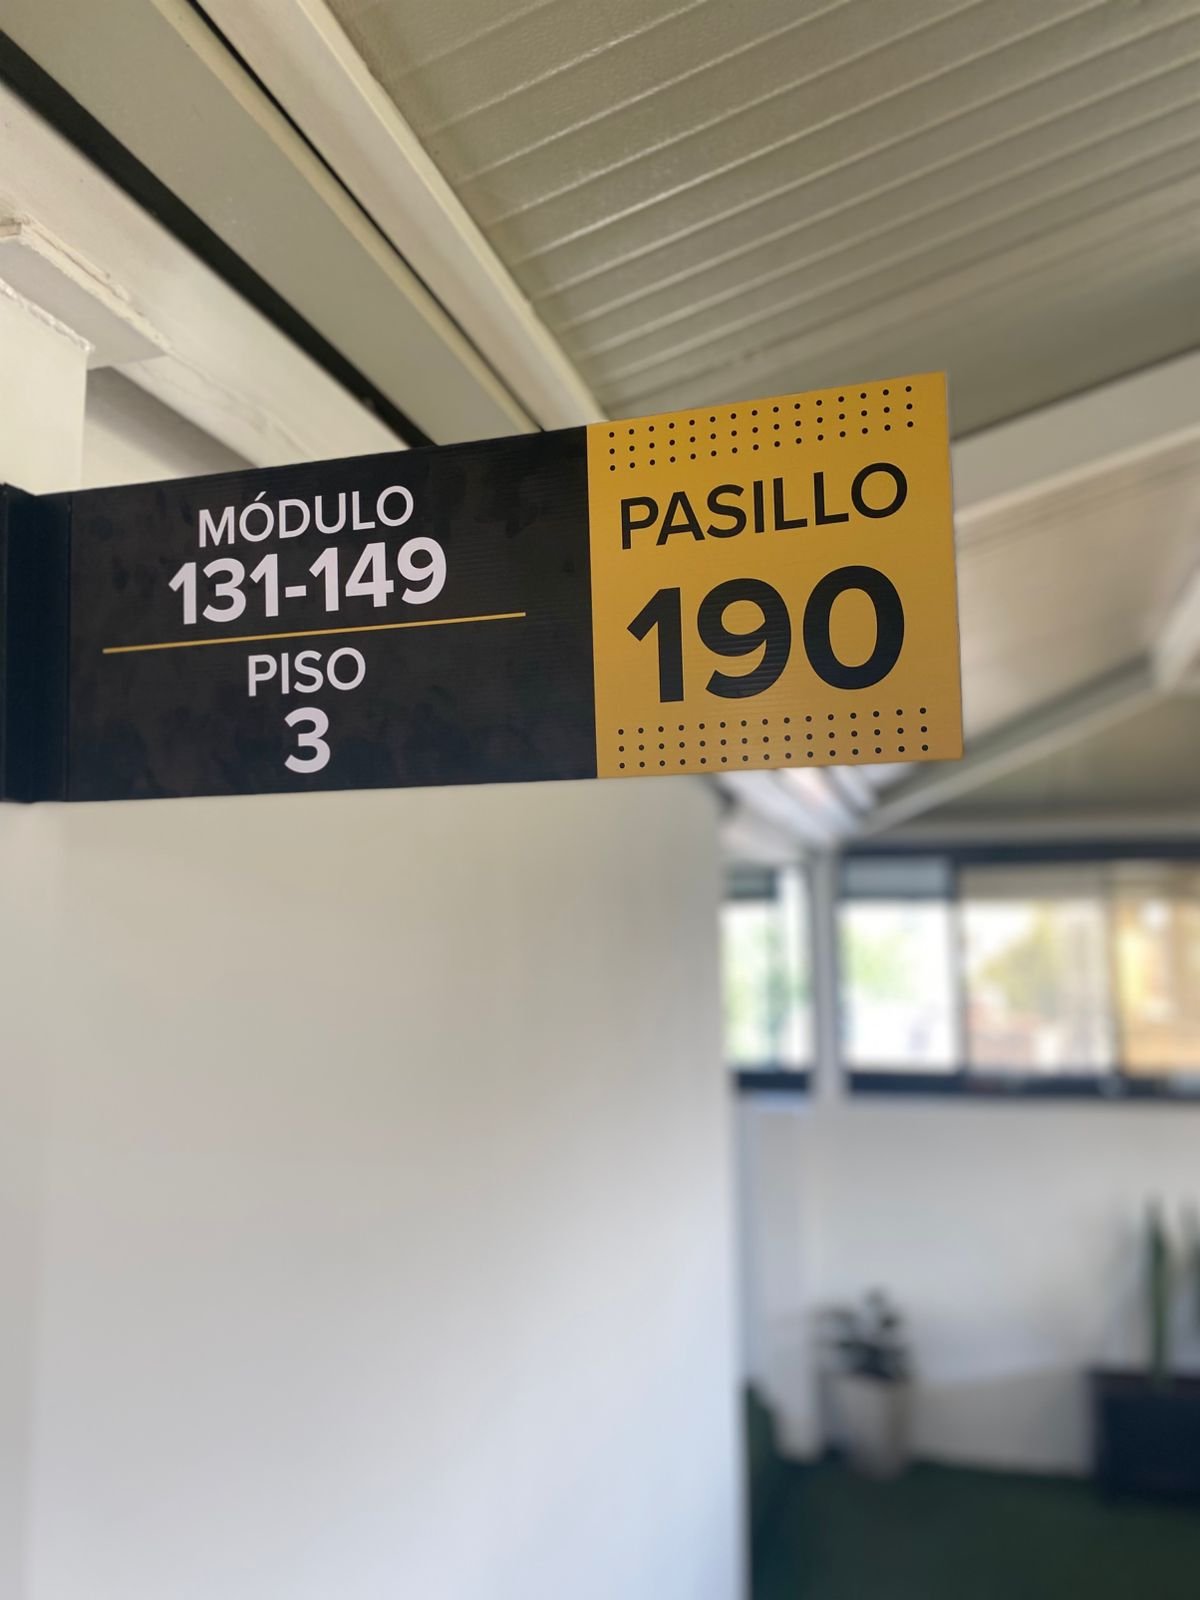 MÓDULO
131-149
PISO
3
PASILLO
190